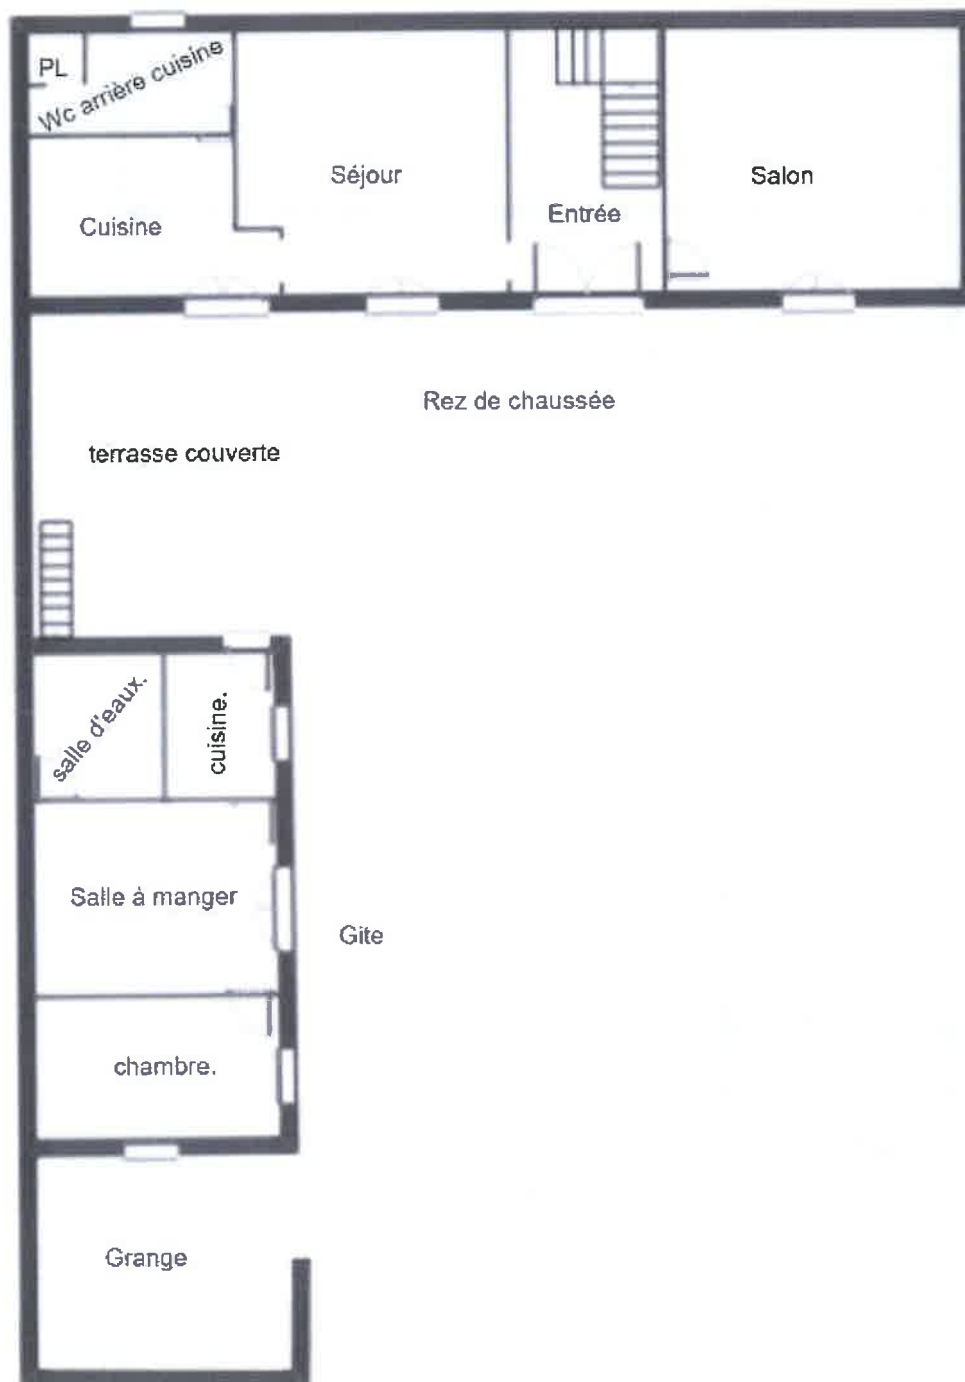 PL
Wc arrière cuisine
Cuisine
Séjour
Entrée
Salon
Rez de chaussée
terrasse couverte
salle d'eaux.
cuisine.
Salle à manger
Gite
chambre.
Grange